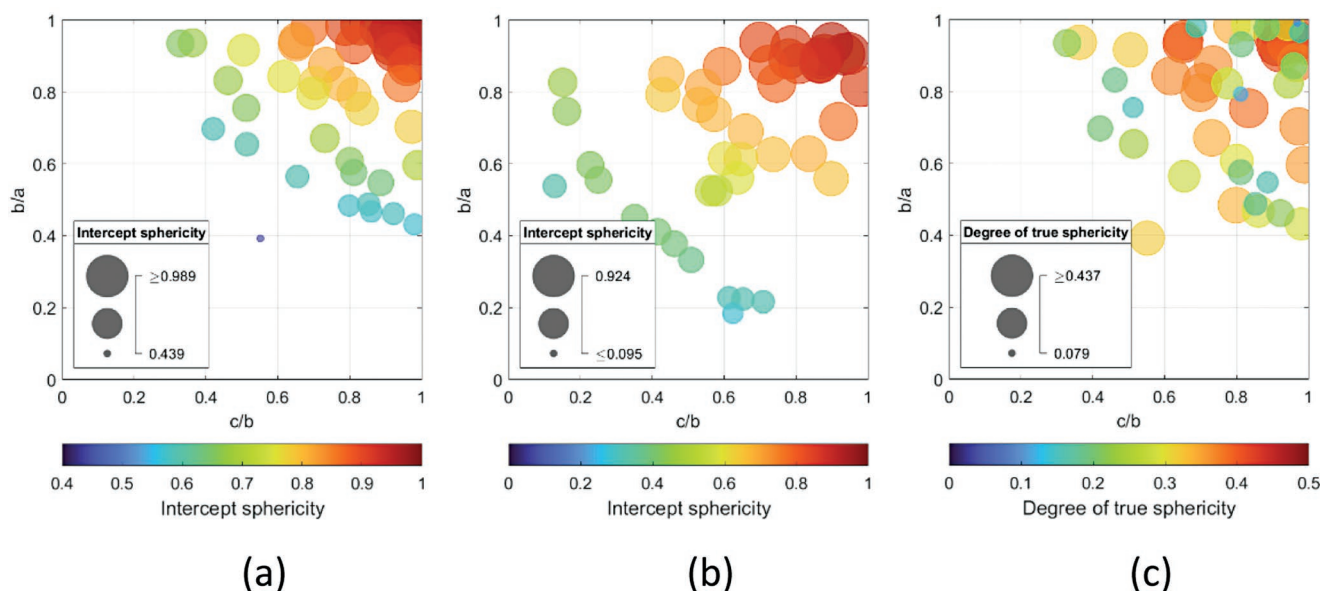 1
0.8
0.6
0.4
0.2
0
b/a
Intercept sphericity
≥0.989
0.439
0 0.2 0.4 0.6 0.8 1
c/b
0.4 0.5 0.6 0.7 0.8 0.9 1
Intercept sphericity
(a)
1
0.8
0.6
0.4
0.2
0
b/a
Intercept sphericity
0.924
≤0.095
0 0.2 0.4 0.6 0.8 1
c/b
0 0.2 0.4 0.6 0.8 1
Intercept sphericity
(b)
1
0.8
0.6
0.4
0.2
0
b/a
Degree of true sphericity
≥0.437
0.079
0 0.2 0.4 0.6 0.8 1
c/b
0 0.1 0.2 0.3 0.4 0.5
Degree of true sphericity
(c)